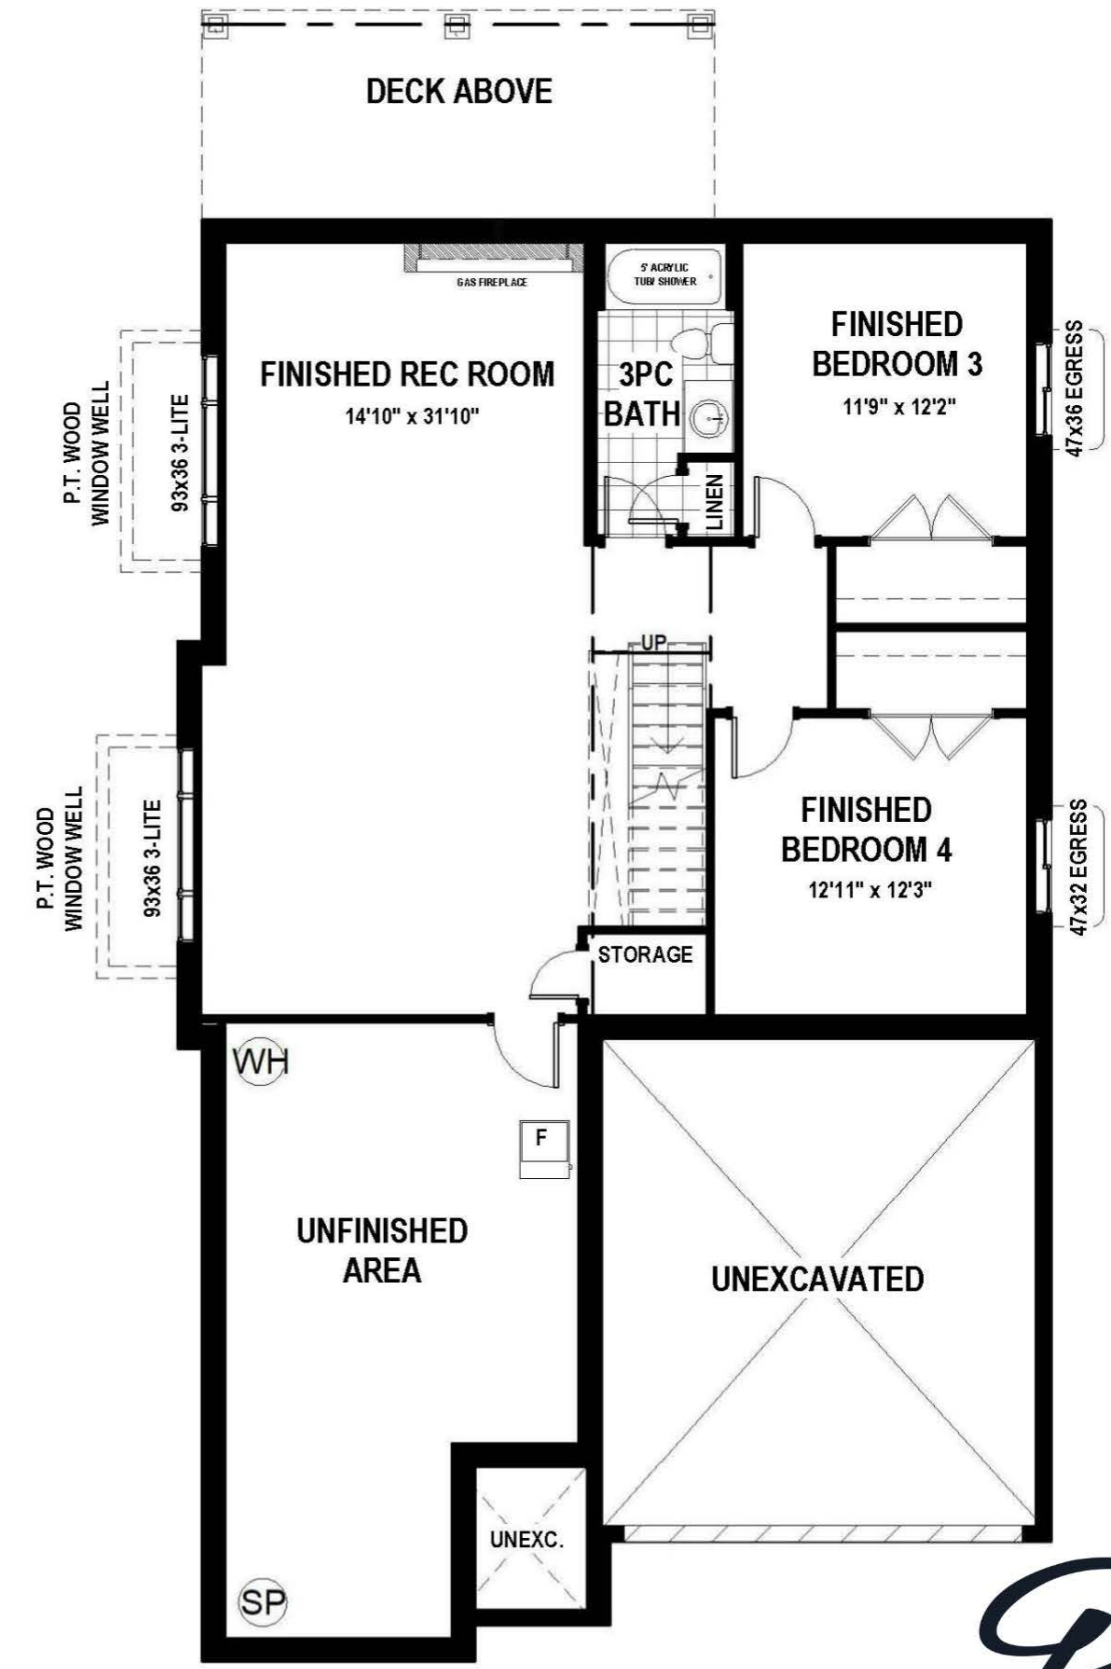 DECK ABOVE
GAS FIREPLACE
5' ACRYLIC
TUB/ SHOWER
FINISHED REC ROOM
14'10" x 31'10"
3PC
BATH
LINEN
FINISHED
BEDROOM 3
11'9" x 12'2"
47x36 EGRESS
P.T. WOOD
WINDOW WELL
93x36 3-LITE
UP
P.T. WOOD
WINDOW WELL
93x36 3-LITE
FINISHED
BEDROOM 4
12'11" x 12'3"
47x32 EGRESS
STORAGE
WH
F
UNFINISHED
AREA
UNEXCAVATED
UNEXC.
SP